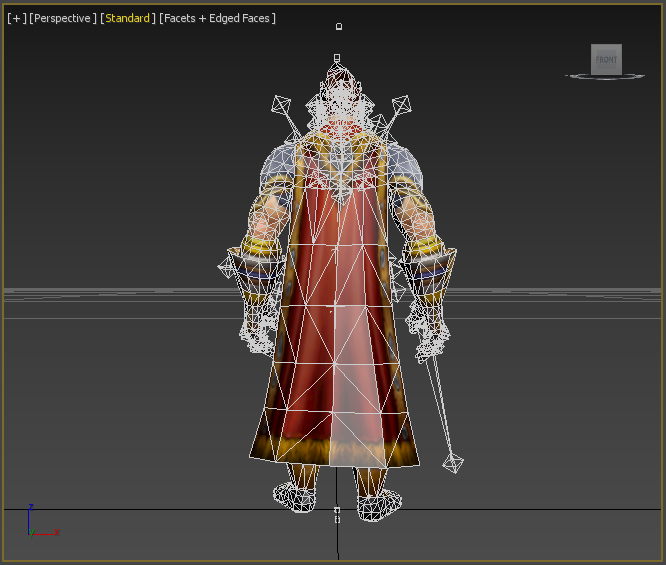 [+] [Perspective] [Standard] [Facets + Edged Faces]
FRONT
z
x